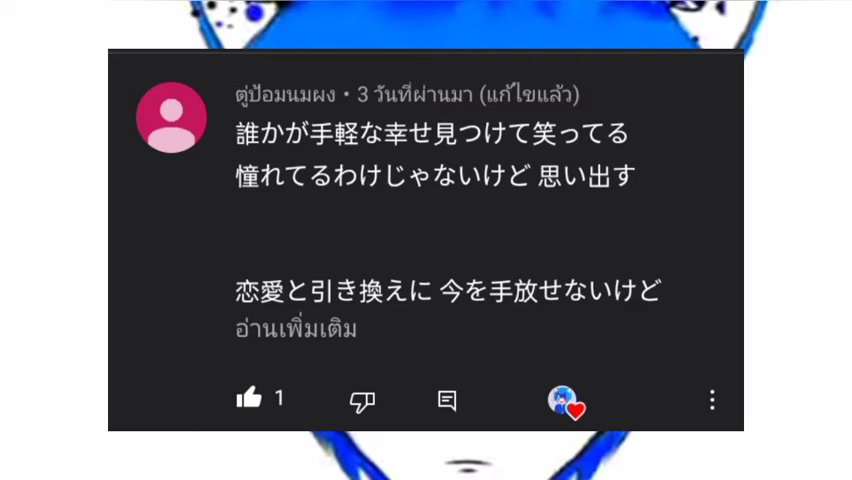 ตู่ป้อมนมผง • 3 วันที่ผ่านมา (แก้ไขแล้ว)
誰かが手軽な幸せ見つけて笑ってる
憧れてるわけじゃないけど 思い出す
恋愛と引き換えに 今を手放せないけど
อ่านเพิ่มเติม
1